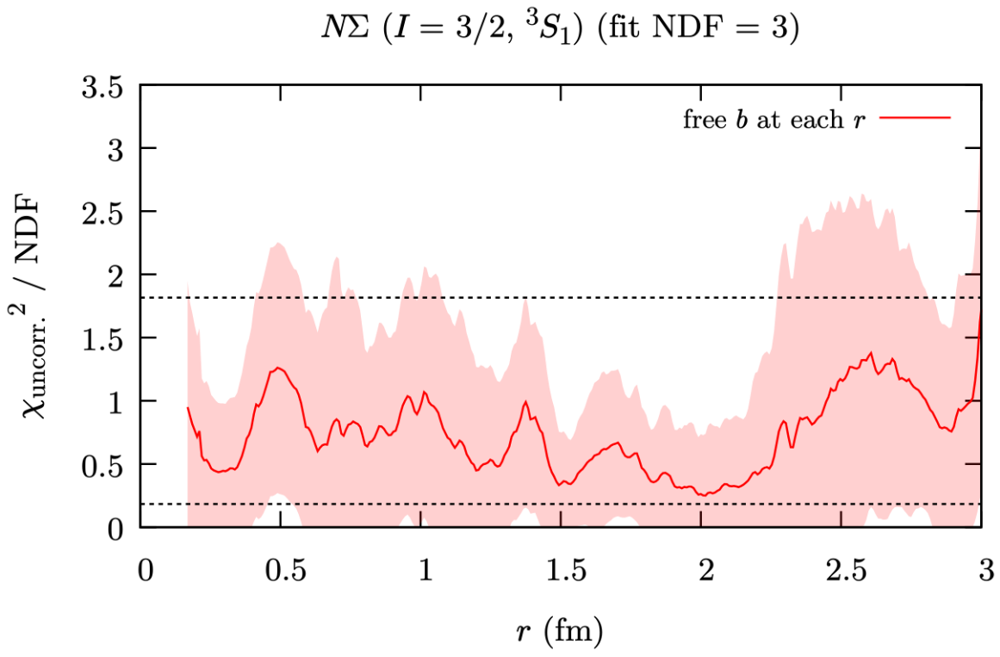 NΣ (I = 3/2, ³S₁) (fit NDF = 3)
χuncorr.² / NDF
3.5
3
2.5
2
1.5
1
0.5
0
free b at each r
0 0.5 1 1.5 2 2.5 3
r (fm)